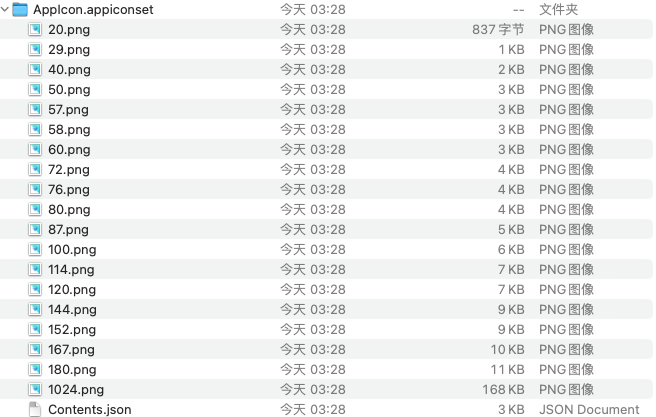 AppIcon.appiconset 今天 03:28 -- 文件夹
20.png 今天 03:28 837 字节 PNG图像
29.png 今天 03:28 1 KB PNG图像
40.png 今天 03:28 2 KB PNG图像
50.png 今天 03:28 3 KB PNG图像
57.png 今天 03:28 3 KB PNG图像
58.png 今天 03:28 3 KB PNG图像
60.png 今天 03:28 3 KB PNG图像
72.png 今天 03:28 4 KB PNG图像
76.png 今天 03:28 4 KB PNG图像
80.png 今天 03:28 4 KB PNG图像
87.png 今天 03:28 5 KB PNG图像
100.png 今天 03:28 6 KB PNG图像
114.png 今天 03:28 7 KB PNG图像
120.png 今天 03:28 7 KB PNG图像
144.png 今天 03:28 9 KB PNG图像
152.png 今天 03:28 9 KB PNG图像
167.png 今天 03:28 10 KB PNG图像
180.png 今天 03:28 11 KB PNG图像
1024.png 今天 03:28 168 KB PNG图像
Contents.json 今天 03:28 3 KB JSON Document